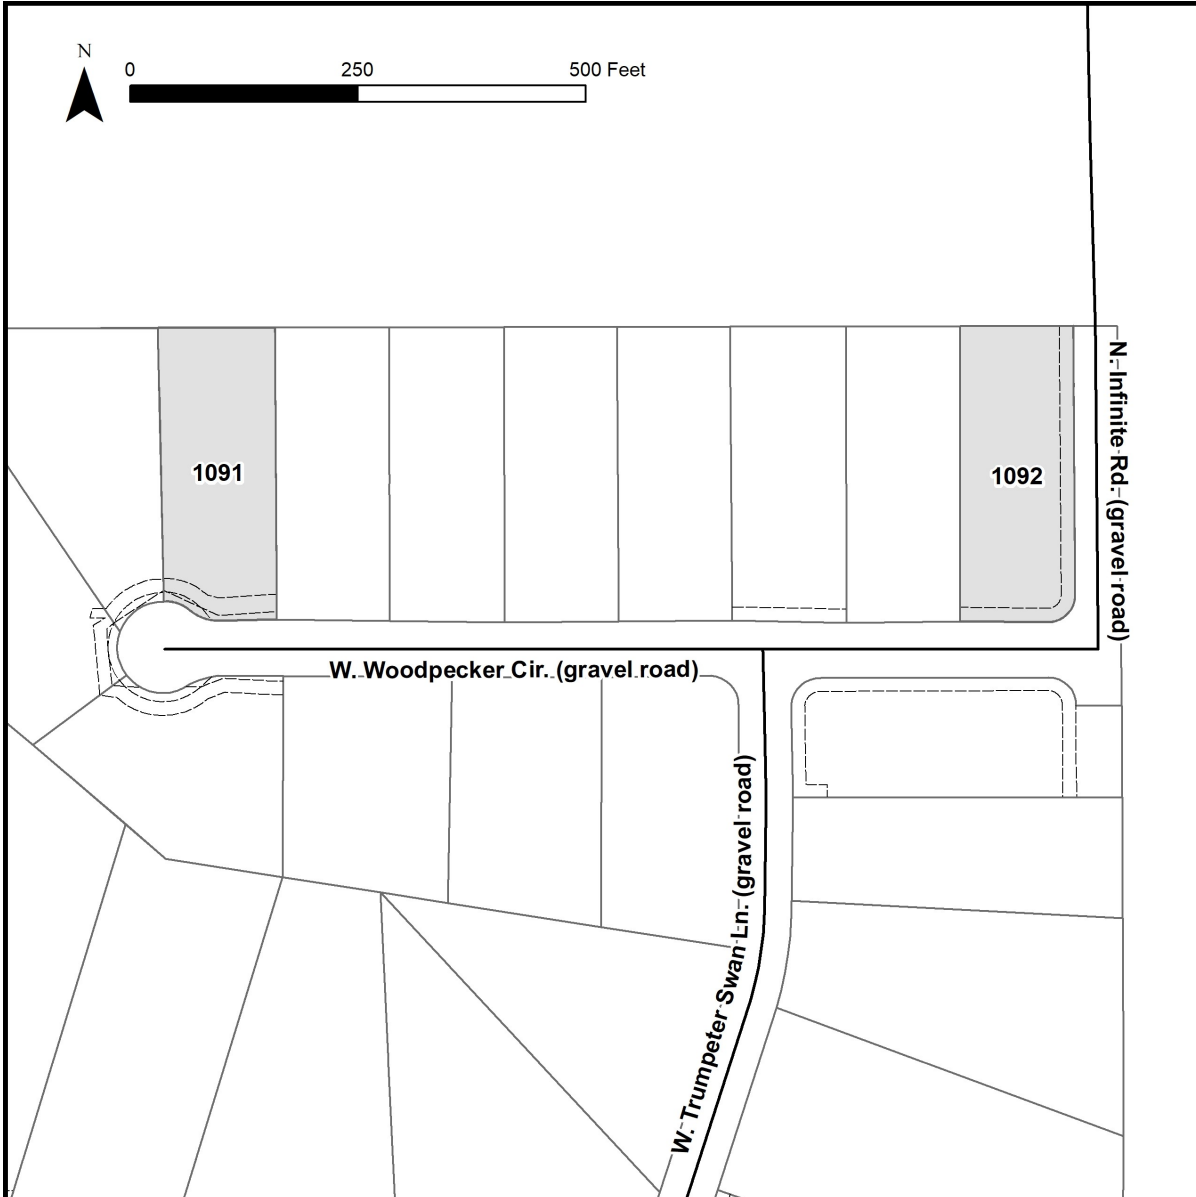 N
0 250 500 Feet
1091
1092
N. Infinite Rd. (gravel road)
W. Woodpecker Cir. (gravel road)
W. Trumpeter Swan Ln. (gravel road)